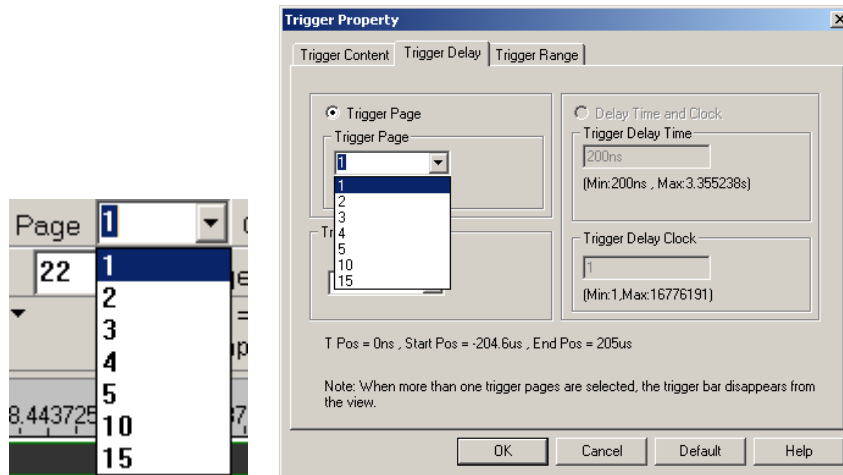 Page 1
22
1
2
3
4
5
10
15
8.443725
Trigger Property
Trigger Content Trigger Delay Trigger Range
Trigger Page
Trigger Page
1
1
2
3
4
5
10
15
Delay Time and Clock
Trigger Delay Time
200ns
(Min:200ns , Max:3.355238s)
Trigger Delay Clock
1
(Min:1,Max:16776191)
T Pos = 0ns , Start Pos = -204.6us , End Pos = 205us
Note: When more than one trigger pages are selected, the trigger bar disappears from
the view.
OK Cancel Default Help